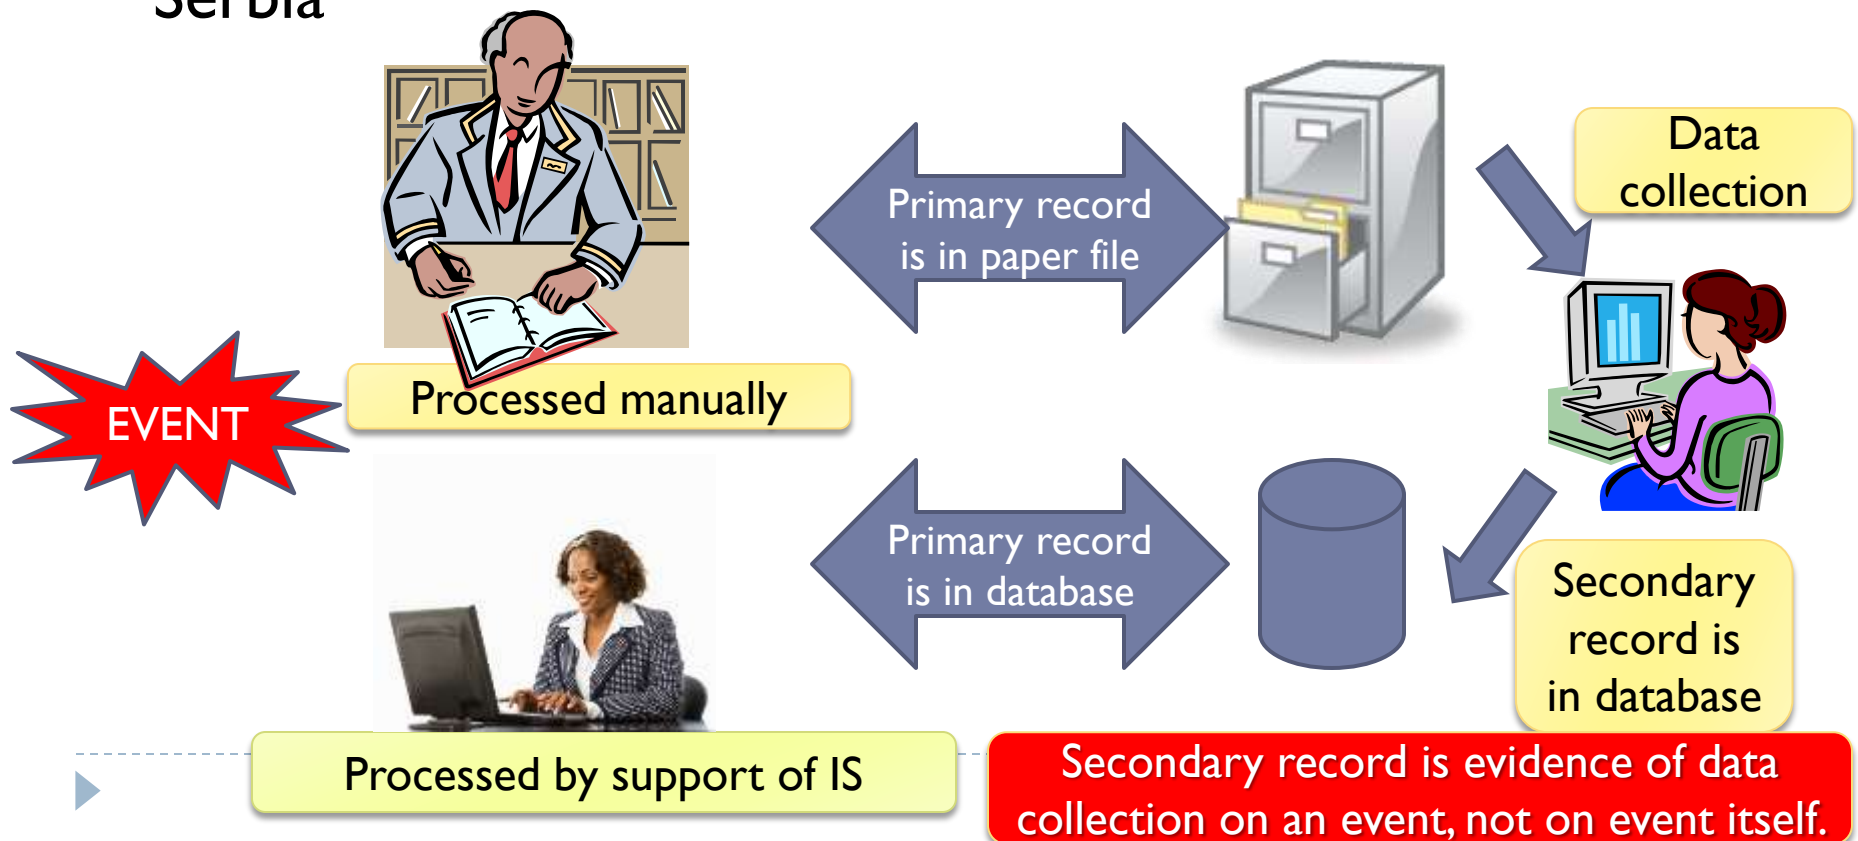 Serbia
Primary record
is in paper file
Data
collection
EVENT
Processed manually
Primary record
is in database
Secondary
record is
in database
Processed by support of IS
Secondary record is evidence of data
collection on an event, not on event itself.